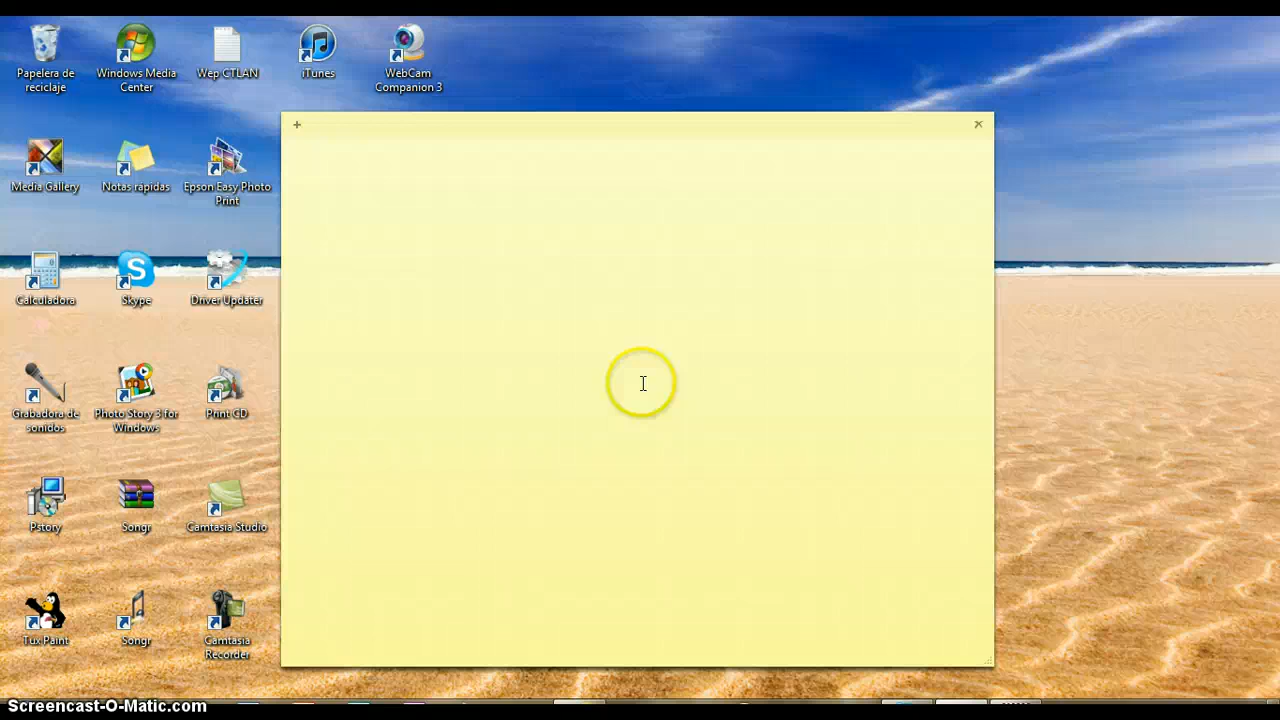 Papelera de
reciclaje
Windows Media
Center
Wep CTLAN
iTunes
WebCam
Companion 3
Media Gallery
Notas rápidas
Epson Easy Photo
Print
Calculadora
Skype
Driver Updater
Grabadora de
sonidos
Photo Story 3 for
Windows
Print CD
Pstory
Songr
Camtasia Studio
Tux Paint
Songr
Camtasia
Recorder
Screencast-O-Matic.com